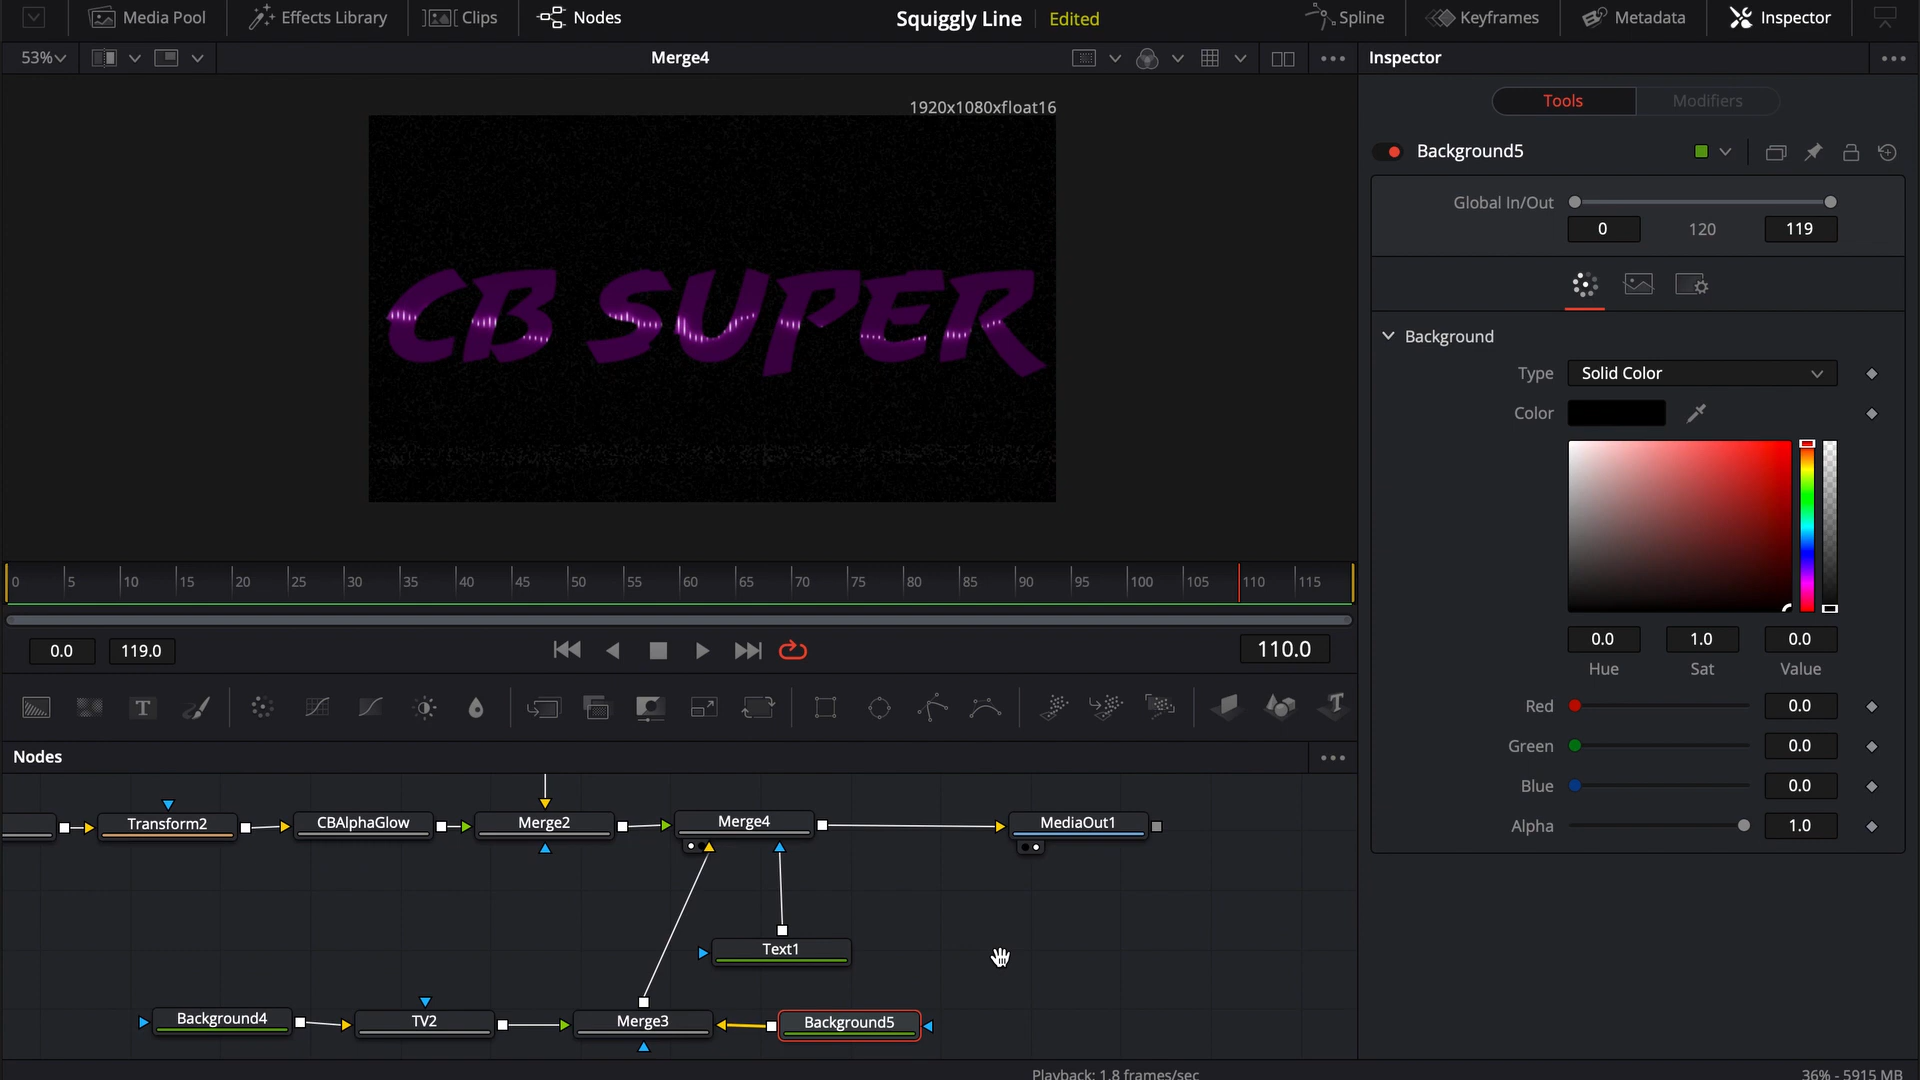 Media Pool Effects Library Clips Nodes Squiggly Line Edited Spline Keyframes Metadata Inspector
53% Merge4 Inspector
1920x1080xfloat16
Tools Modifiers
Background5
Global In/Out
0 120 119
CB SUPER
Background
Type Solid Color
Color
0 5 10 15 20 25 30 35 40 45 50 55 60 65 70 75 80 85 90 95 100 105 110 115
0.0 119.0 110.0
0.0 1.0 0.0
Hue Sat Value
Red 0.0
Green 0.0
Blue 0.0
Alpha 1.0
Nodes
Transform2 CBAlphaGlow Merge2 Merge4 MediaOut1
Text1
Background4 TV2 Merge3 Background5
Playback: 1.8 frames/sec 36% - 5915 MB